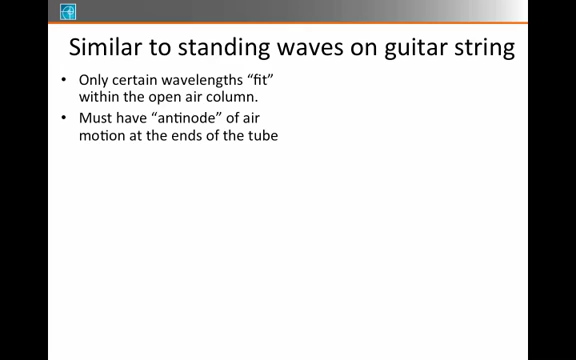 Similar to standing waves on guitar string
• Only certain wavelengths “fit”
within the open air column.
• Must have “antinode” of air
motion at the ends of the tube